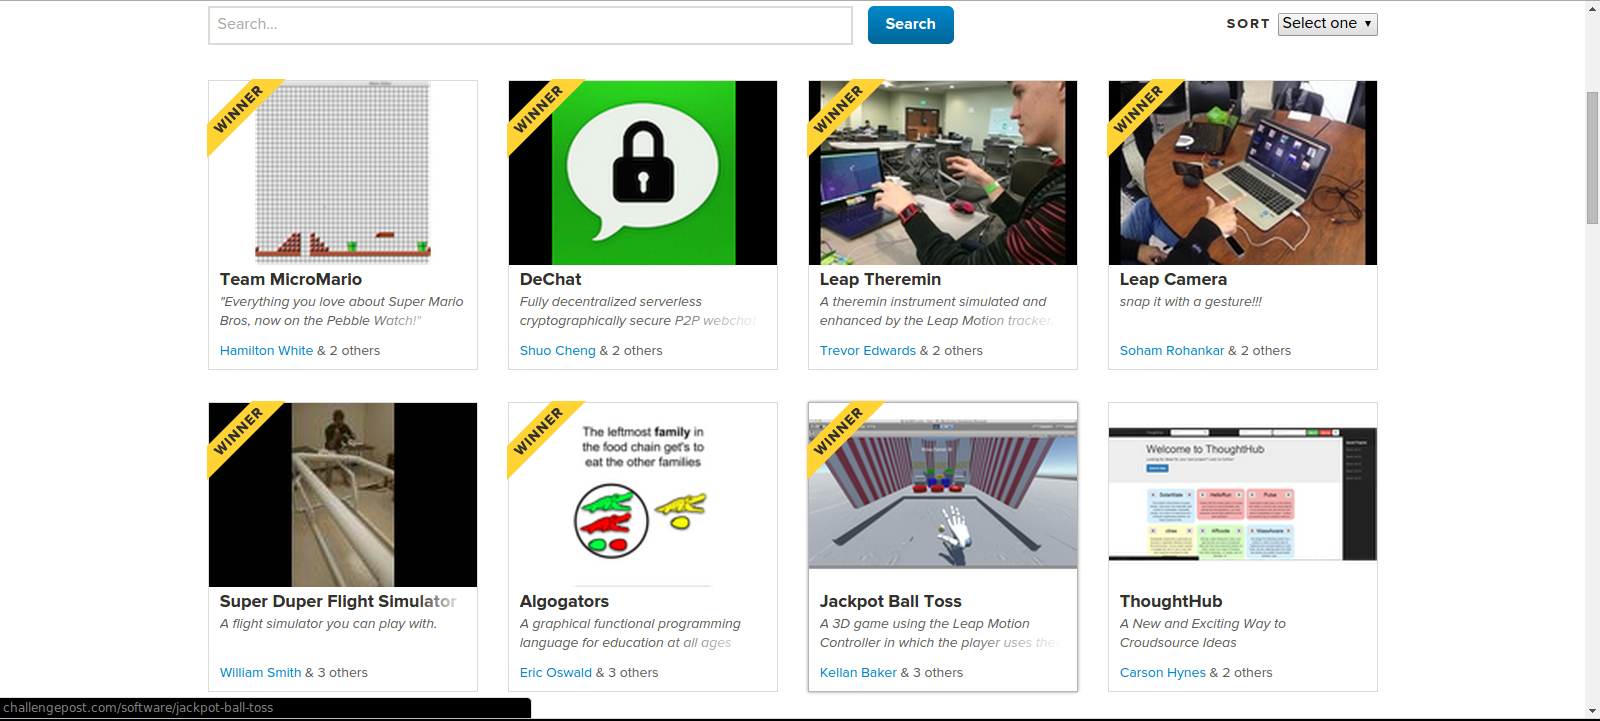 Search...
Search
SORT
Select one
WINNER
WINNER
WINNER
WINNER
Team MicroMario
"Everything you love about Super Mario
Bros, now on the Pebble Watch!"
Hamilton White & 2 others
DeChat
Fully decentralized serverless
cryptographically secure P2P webchat
Shuo Cheng & 2 others
Leap Theremin
A theremin instrument simulated and
enhanced by the Leap Motion tracker.
Trevor Edwards & 2 others
Leap Camera
snap it with a gesture!!!
Soham Rohankar & 2 others
WINNER
WINNER
The leftmost family in
the food chain get's to
eat the other families
WINNER
Welcome to ThoughtHub
SolarMate
HelloRun
Pulse
Super Duper Flight Simulator
A flight simulator you can play with.
William Smith & 3 others
Algogators
A graphical functional programming
language for education at all ages
Eric Oswald & 3 others
Jackpot Ball Toss
A 3D game using the Leap Motion
Controller in which the player uses their
Kellan Baker & 3 others
ThoughtHub
A New and Exciting Way to
Croudsource Ideas
Carson Hynes & 2 others
challengepost.com/software/jackpot-ball-toss